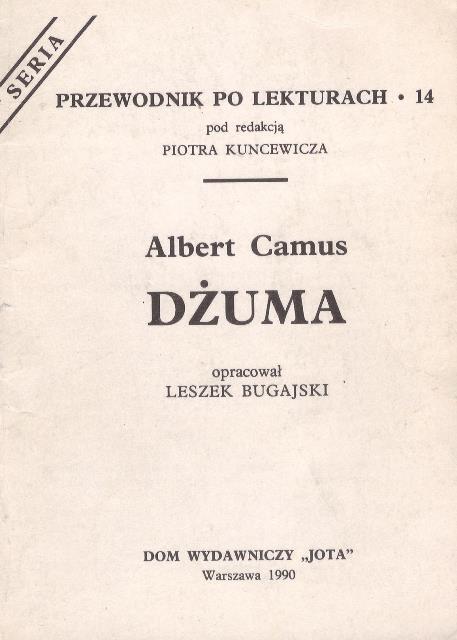 SERIA
PRZEWODNIK PO LEKTURACH • 14
pod redakcją
PIOTRA KUNCEWICZA
Albert Camus
DŻUMA
opracował
LESZEK BUGAJSKI
DOM WYDAWNICZY „JOTA”
Warszawa 1990